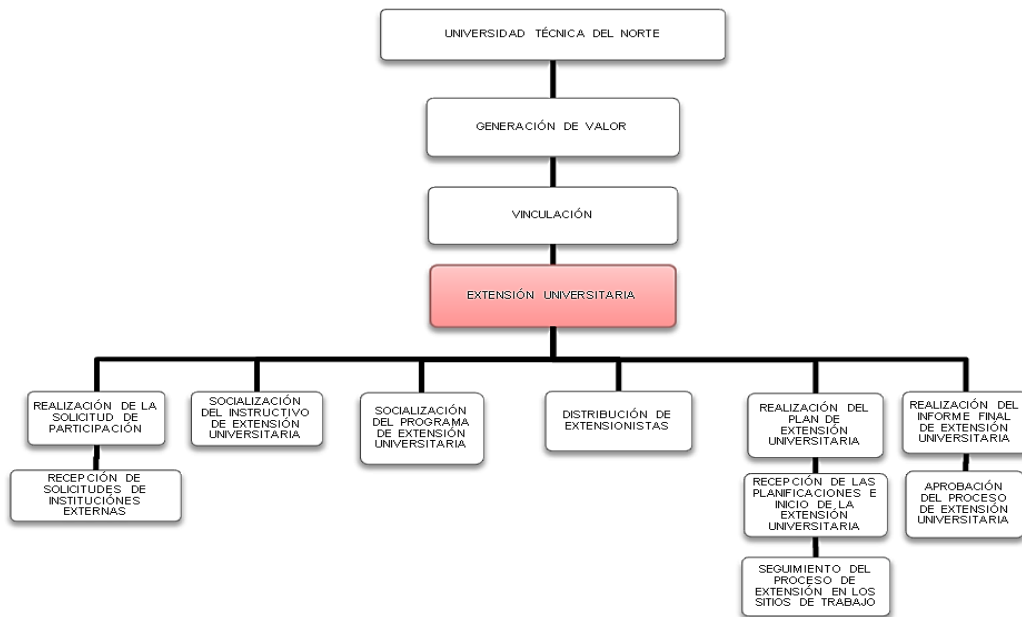 UNIVERSIDAD TÉCNICA DEL NORTE
GENERACIÓN DE VALOR
VINCULACIÓN
EXTENSIÓN UNIVERSITARIA
REALIZACIÓN DE LA
SOLICITUD DE
PARTICIPACIÓN
RECEPCIÓN DE
SOLICITUDES DE
INSTITUCIÓNES
EXTERNAS
SOCIALIZACIÓN
DEL INSTRUCTIVO
DE EXTENSIÓN
UNIVERSITARIA
SOCIALIZACIÓN
DEL PROGRAMA
DE EXTENSIÓN
UNIVERSITARIA
DISTRIBUCIÓN DE
EXTENSIONISTAS
REALIZACIÓN DEL
PLAN DE
EXTENSIÓN
UNIVERSITARIA
RECEPCIÓN DE LAS
PLANIFICACIONES E
INICIO DE LA
EXTENSIÓN
UNIVERSITARIA
SEGUIMIENTO DEL
PROCESO DE
EXTENSIÓN EN LOS
SITIOS DE TRABAJO
REALIZACIÓN DEL
INFORME FINAL
DE EXTENSIÓN
UNIVERSITARIA
APROBACIÓN
DEL PROCESO
DE EXTENSIÓN
UNIVERSITARIA